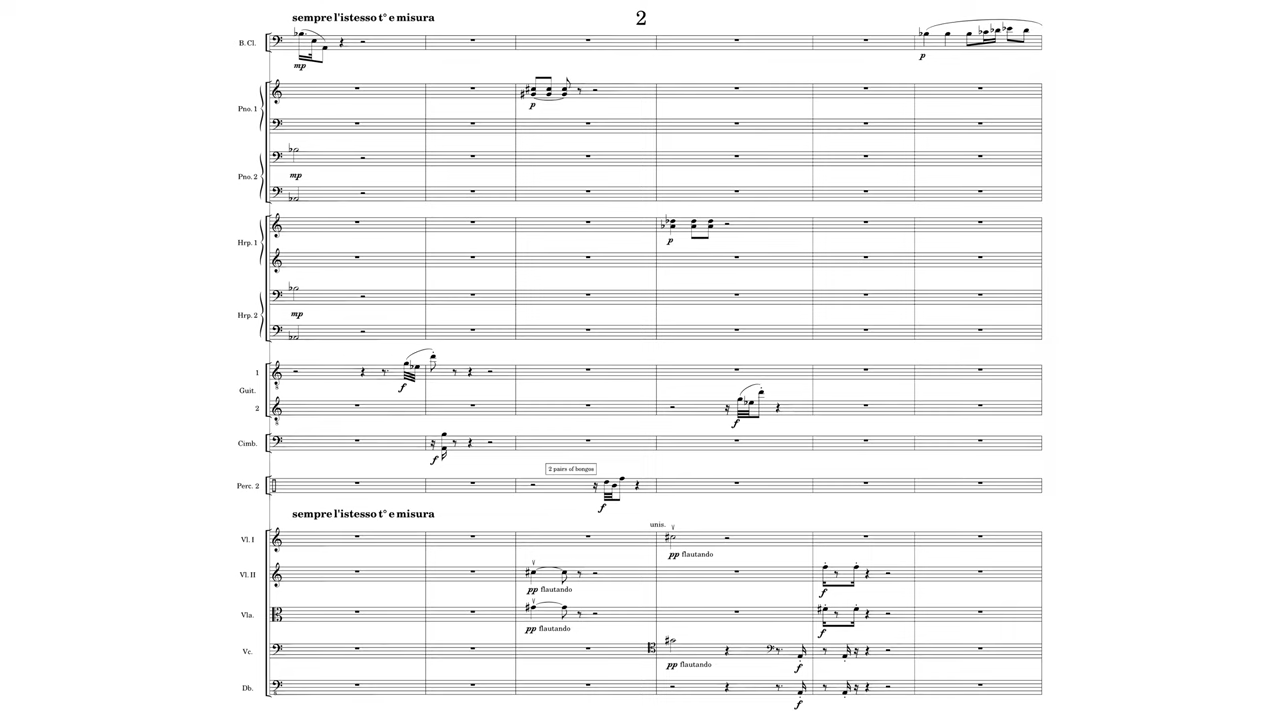 2
sempre l'istesso t° e misura
B. Cl.
mp
p
Pno. 1
p
Pno. 2
mp
Hrp. 1
p
Hrp. 2
mp
1
f
Guit.
2
f
Cimb.
f
2 pairs of bongos
Perc. 2
f
sempre l'istesso t° e misura
unis.
Vl. I
pp flautando
Vl. II
pp flautando
f
Vla.
pp flautando
f
Vc.
pp flautando
f
Db.
f